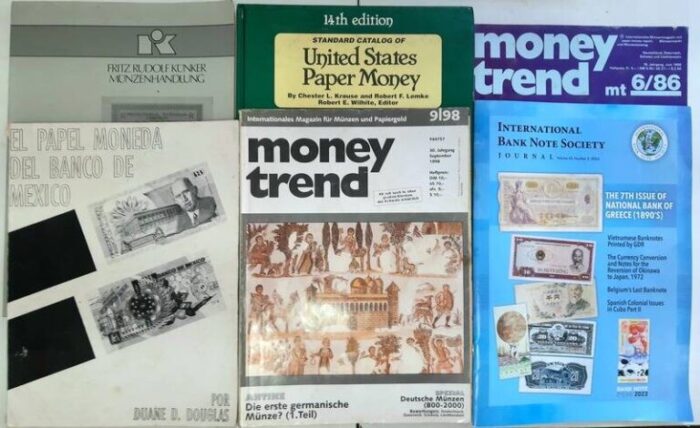 FRITZ RUDOLF KÜNKER
MÜNZENHANDLUNG
14th edition
STANDARD CATALOG OF
United States
Paper Money
By Chester L. Krause and Robert F. Lemke
Robert E. Wilhite, Editor
money
trend
mt 6/86
EL PAPEL MONEDA
DEL BANCO DE
MEXICO
POR
DUANE D. DOUGLAS
Internationales Magazin für Münzen und Papiergeld
9|98
money
trend
30. Jahrgang
September
1998
ANTIKE
Die erste germanische
Münze? (1.Teil)
SPEZIAL
Deutsche Münzen
(800-2000)
INTERNATIONAL
BANK NOTE SOCIETY
JOURNAL
THE 7TH ISSUE OF
NATIONAL BANK OF
GREECE (1890'S)
Vietnamese Banknotes
Printed by GDR
The Currency Conversion
and Notes for the
Reversion of Okinawa
to Japan, 1972
Belgium's Last Banknote
Spanish Colonial Issues
in Cuba Part II